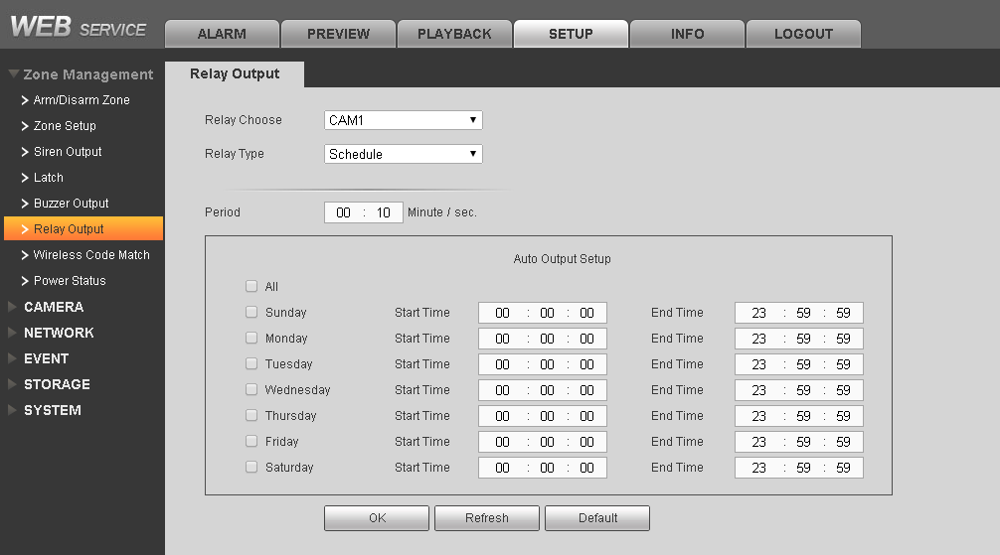 WEB SERVICE
ALARM PREVIEW PLAYBACK SETUP INFO LOGOUT
Zone Management
Arm/Disarm Zone
Zone Setup
Siren Output
Latch
Buzzer Output
Relay Output
Wireless Code Match
Power Status
CAMERA
NETWORK
EVENT
STORAGE
SYSTEM
Relay Output
Relay Choose CAM1
Relay Type Schedule
Period 00 : 10 Minute / sec.
Auto Output Setup
All
Sunday Start Time 00 : 00 : 00 End Time 23 : 59 : 59
Monday Start Time 00 : 00 : 00 End Time 23 : 59 : 59
Tuesday Start Time 00 : 00 : 00 End Time 23 : 59 : 59
Wednesday Start Time 00 : 00 : 00 End Time 23 : 59 : 59
Thursday Start Time 00 : 00 : 00 End Time 23 : 59 : 59
Friday Start Time 00 : 00 : 00 End Time 23 : 59 : 59
Saturday Start Time 00 : 00 : 00 End Time 23 : 59 : 59
OK Refresh Default